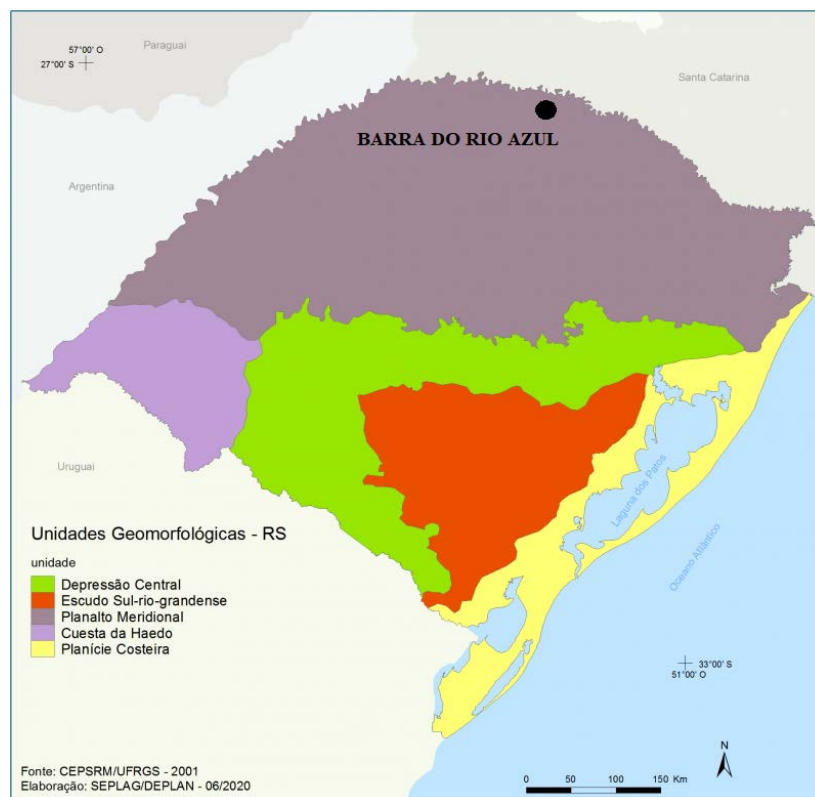 Paraguai
57°00' O
27°00' S
Santa Catarina
BARRA DO RIO AZUL
Argentina
Uruguai
Laguna dos Patos
Oceano Atlântico
Unidades Geomorfológicas - RS
unidade
Depressão Central
Escudo Sul-rio-grandense
Planalto Meridional
Cuesta da Haedo
Planície Costeira
33°00' S
51°00' O
N
Fonte: CEPSRM/UFRGS - 2001
Elaboração: SEPLAG/DEPLAN - 06/2020
0 50 100 150 Km